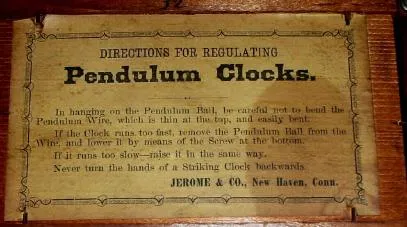 DIRECTIONS FOR REGULATING
Pendulum Clocks.
In hanging on the Pendulum Ball, be careful not to bend the
Pendulum Wire, which is thin at the top, and easily bent.
If the Clock runs too fast, remove the Pendulum Ball from the
Wire, and lower it by means of the Screw at the bottom.
If it runs too slow—raise it in the same way.
Never turn the hands of a Striking Clock backwards.
JEROME & CO., New Haven, Conn.